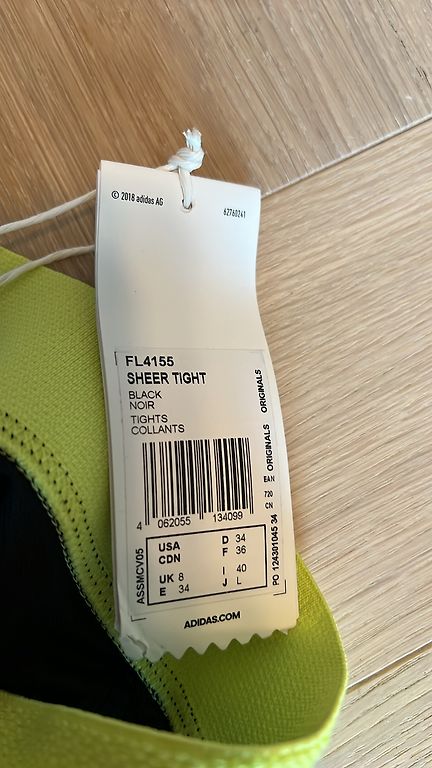 © 2018 adidas AG
62760241
FL4155
SHEER TIGHT
BLACK
NOIR
TIGHTS
COLLANTS
ORIGINALS
ORIGINALS
EAN
720
CN
PO 124301045 34
4 062055 134099
ASSMCV05
USA D 34
CDN F 36
UK 8 I 40
E 34 J L
ADIDAS.COM